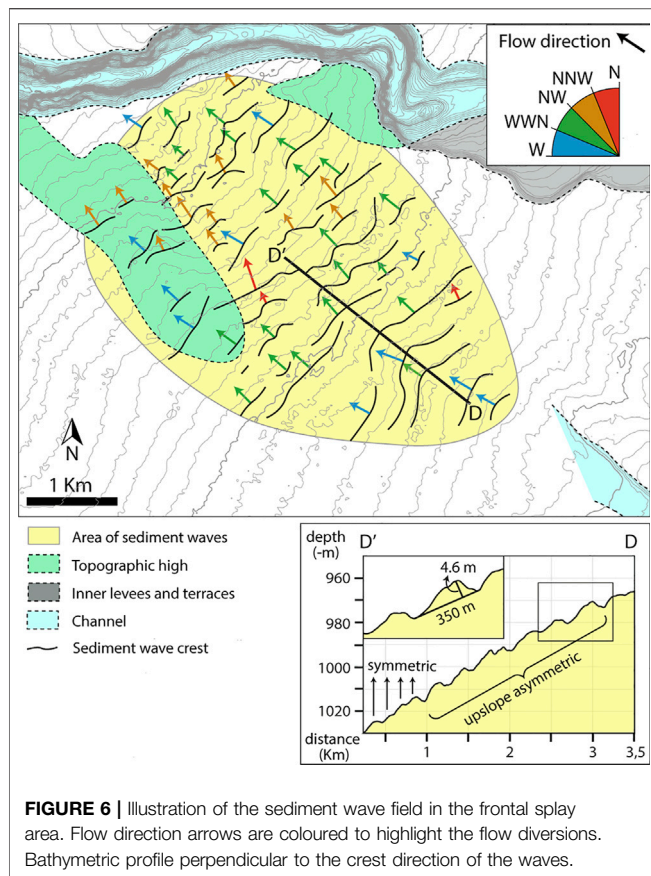 Flow direction
N
NNW
NW
WWN
W
D'
D
N
1 Km
Area of sediment waves
Topographic high
Inner levees and terraces
Channel
Sediment wave crest
depth
(-m)
D'
D
4.6 m
350 m
960
980
1000
1020
symmetric
upslope asymmetric
distance
(Km)
1
2
3
3,5
FIGURE 6 | Illustration of the sediment wave field in the frontal splay
area. Flow direction arrows are coloured to highlight the flow diversions.
Bathymetric profile perpendicular to the crest direction of the waves.